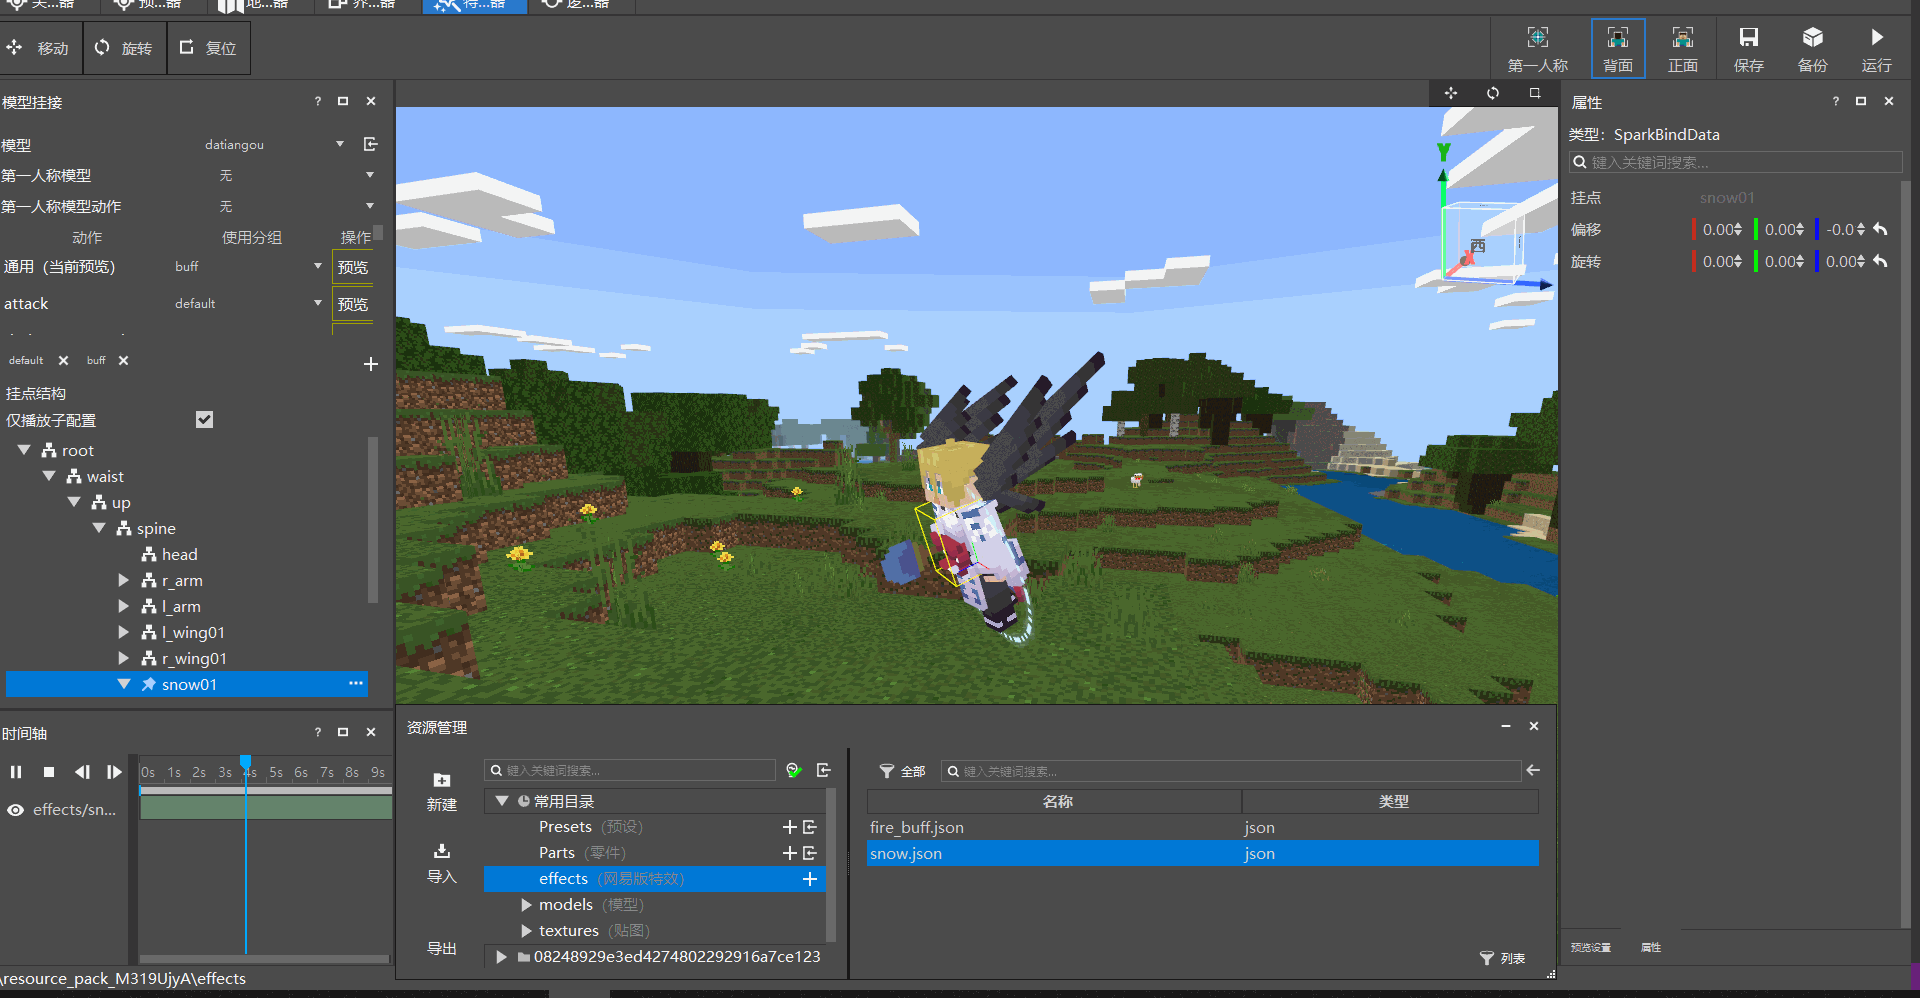 移动
旋转
复位
第一人称
背面
正面
保存
备份
运行
模型挂接
?
模型
datiangou
第一人称模型
无
第一人称模型动作
无
动作
使用分组
操作
通用（当前预览）
buff
预览
attack
default
预览
default
buff
挂点结构
仅播放子配置
root
waist
up
spine
head
r_arm
l_arm
l_wing01
r_wing01
snow01
Y
X
西
属性
?
类型：SparkBindData
键入关键词搜索...
挂点
snow01
偏移
0.00
0.00
-0.0
旋转
0.00
0.00
0.00
时间轴
?
0s 1s 2s 3s 4s 5s 6s 7s 8s 9s
effects/sn...
资源管理
新建
导入
导出
键入关键词搜索...
常用目录
Presets (预设)
Parts (零件)
effects (网易版特效)
models (模型)
textures (贴图)
08248929e3ed4274802292916a7ce123
全部
键入关键词搜索...
名称
类型
fire_buff.json
json
snow.json
json
列表
预览设置
属性
\resource_pack_M319UjyA\effects